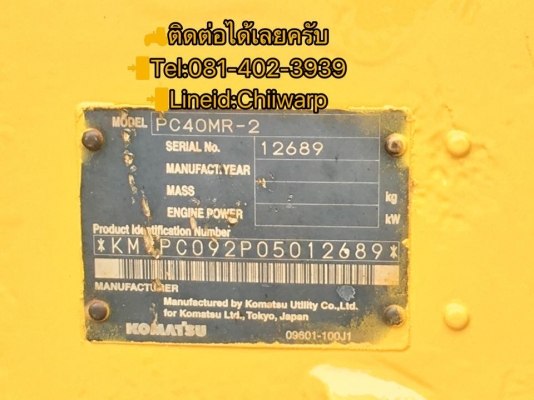 ติดต่อได้เลยครับ
Tel:081-402-3939
Lineid:Chiiwarp
MODEL PC40MR-2
SERIAL No. 12689
MANUFACT.YEAR
MASS kg
ENGINE POWER kW
Product Identification Number
PC092P05012689*
MANUFACTURER
Manufactured by Komatsu Utility Co.,Ltd.
for Komatsu Ltd.,Tokyo, Japan
KOMATSU 09601-100J1